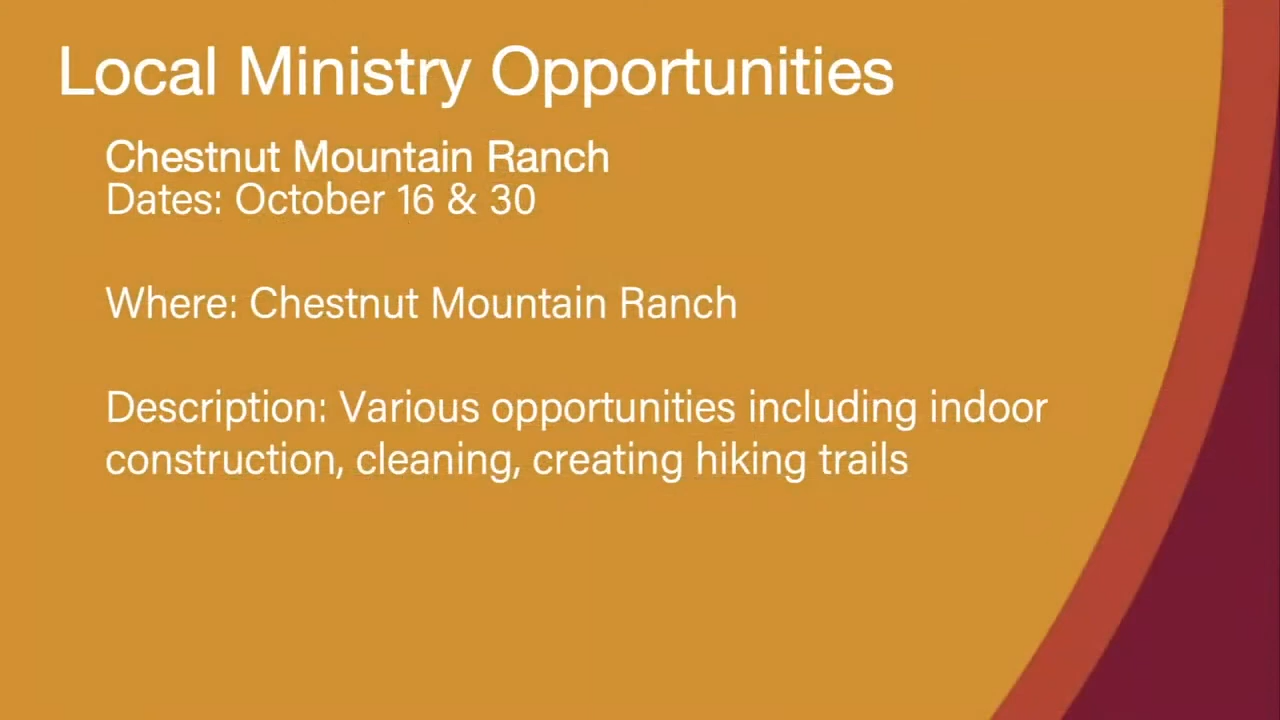 Local Ministry Opportunities
Chestnut Mountain Ranch
Dates: October 16 & 30
Where: Chestnut Mountain Ranch
Description: Various opportunities including indoor
construction, cleaning, creating hiking trails